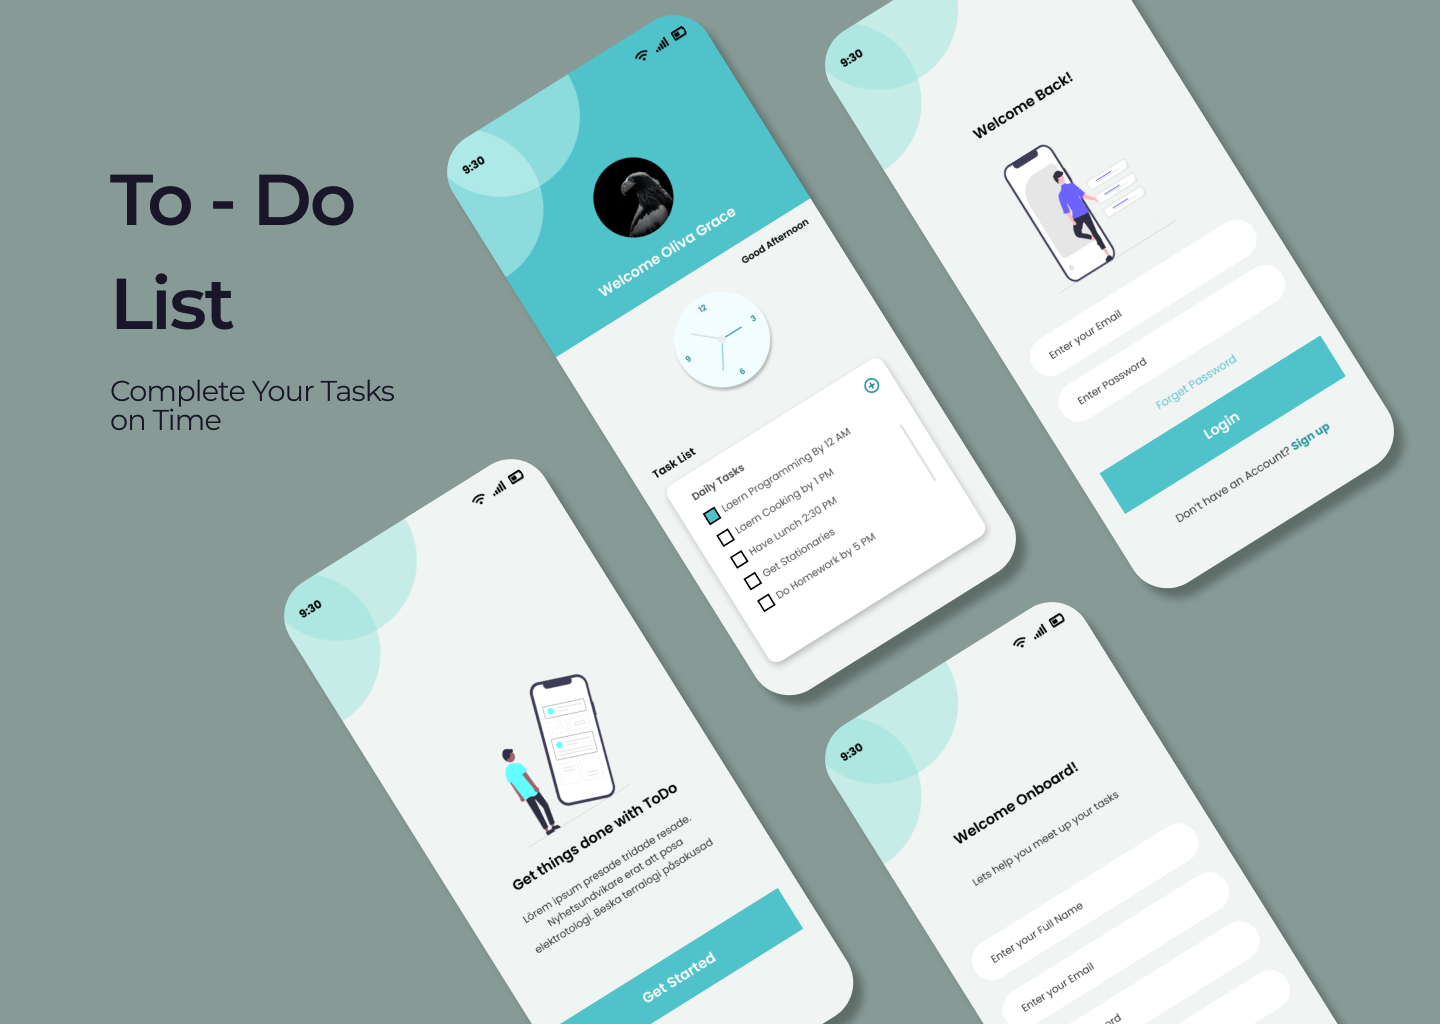 To - Do
List
Complete Your Tasks
on Time
9:30
Welcome Oliva Grace
Good Afternoon
12
3
6
9
Task List
Daily Tasks
Laern Programming By 12 AM
Laern Cooking by 1 PM
Have Lunch 2:30 PM
Get Stationaries
Do Homework by 5 PM
9:30
Welcome Back!
Enter your Email
Enter Password
Forget Password
Login
Don't have an Account? Sign up
9:30
Get things done with ToDo
Lorem ipsum presade tridade resade.
Nyhetsundvikare erat att posa
elektrotologi. Beska terralogi påsakusad
Get Started
9:30
Welcome Onboard!
Lets help you meet up your tasks
Enter your Full Name
Enter your Email